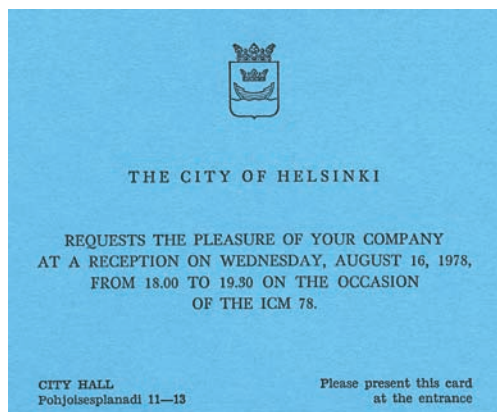 THE CITY OF HELSINKI
REQUESTS THE PLEASURE OF YOUR COMPANY
AT A RECEPTION ON WEDNESDAY, AUGUST 16, 1978,
FROM 18.00 TO 19.30 ON THE OCCASION
OF THE ICM 78.
CITY HALL
Pohjoisesplanadi 11—13
Please present this card
at the entrance